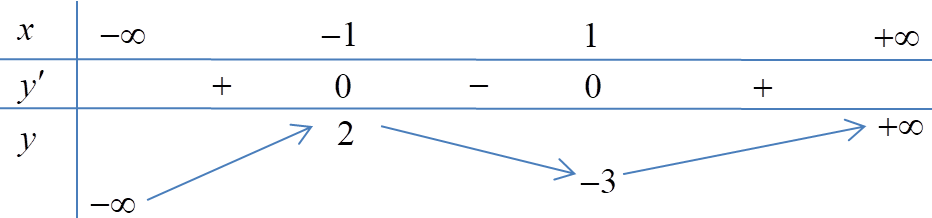 x −∞ −1 1 +∞
y′ + 0 − 0 +
y −∞ 2 −3 +∞